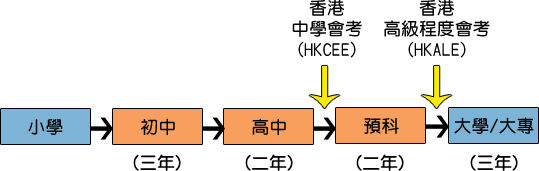 香港
中學會考
(HKCEE)
香港
高級程度會考
(HKALE)
小學
初中
高中
預科
大學/大專
(三年)
(二年)
(二年)
(三年)